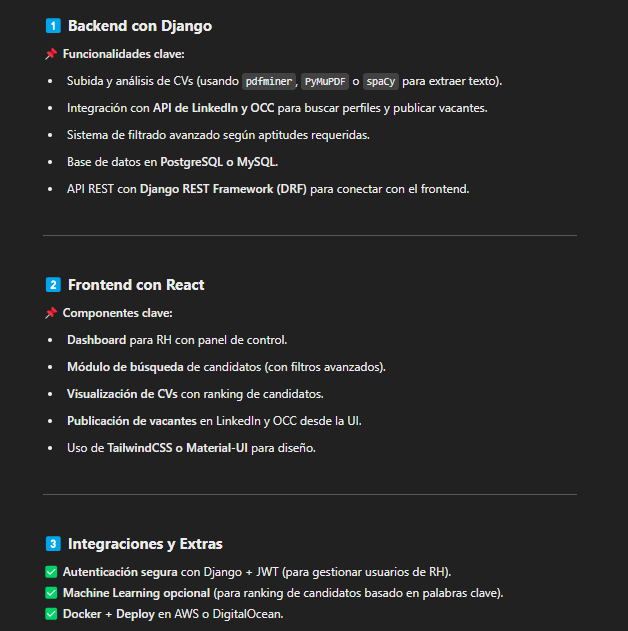 1 Backend con Django
📌 Funcionalidades clave:
• Subida y análisis de CVs (usando pdfminer, PyMuPDF o spaCy para extraer texto).
• Integración con API de LinkedIn y OCC para buscar perfiles y publicar vacantes.
• Sistema de filtrado avanzado según aptitudes requeridas.
• Base de datos en PostgreSQL o MySQL.
• API REST con Django REST Framework (DRF) para conectar con el frontend.
2 Frontend con React
📌 Componentes clave:
• Dashboard para RH con panel de control.
• Módulo de búsqueda de candidatos (con filtros avanzados).
• Visualización de CVs con ranking de candidatos.
• Publicación de vacantes en LinkedIn y OCC desde la UI.
• Uso de TailwindCSS o Material-UI para diseño.
3 Integraciones y Extras
✅ Autenticación segura con Django + JWT (para gestionar usuarios de RH).
✅ Machine Learning opcional (para ranking de candidatos basado en palabras clave).
✅ Docker + Deploy en AWS o DigitalOcean.